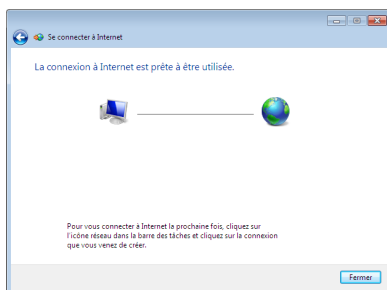 Se connecter à Internet
La connexion à Internet est prête à être utilisée.
Pour vous connecter à Internet la prochaine fois, cliquez sur
l'icône réseau dans la barre des tâches et cliquez sur la connexion
que vous venez de créer.
Fermer